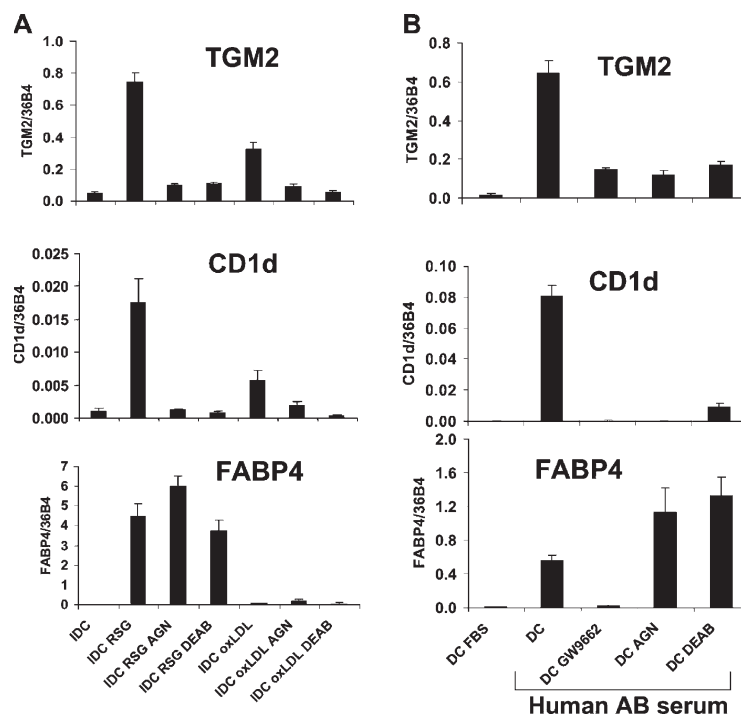 A
TGM2
TGM2/36B4
1.0
0.8
0.6
0.4
0.2
0.0
CD1d
CD1d/36B4
0.025
0.020
0.015
0.010
0.005
0.000
FABP4
FABP4/36B4
7
6
5
4
3
2
1
0
IDC
IDC RSG
IDC RSG AGN
IDC RSG DEAB
IDC oxLDL
IDC oxLDL AGN
IDC oxLDL DEAB
B
TGM2
TGM2/36B4
0.8
0.6
0.4
0.2
0.0
CD1d
CD1d/36B4
0.10
0.08
0.06
0.04
0.02
0.00
FABP4
FABP4/36B4
2.0
1.6
1.2
0.8
0.4
0.0
DC FBS
DC
DC GW9662
DC AGN
DC DEAB
Human AB serum